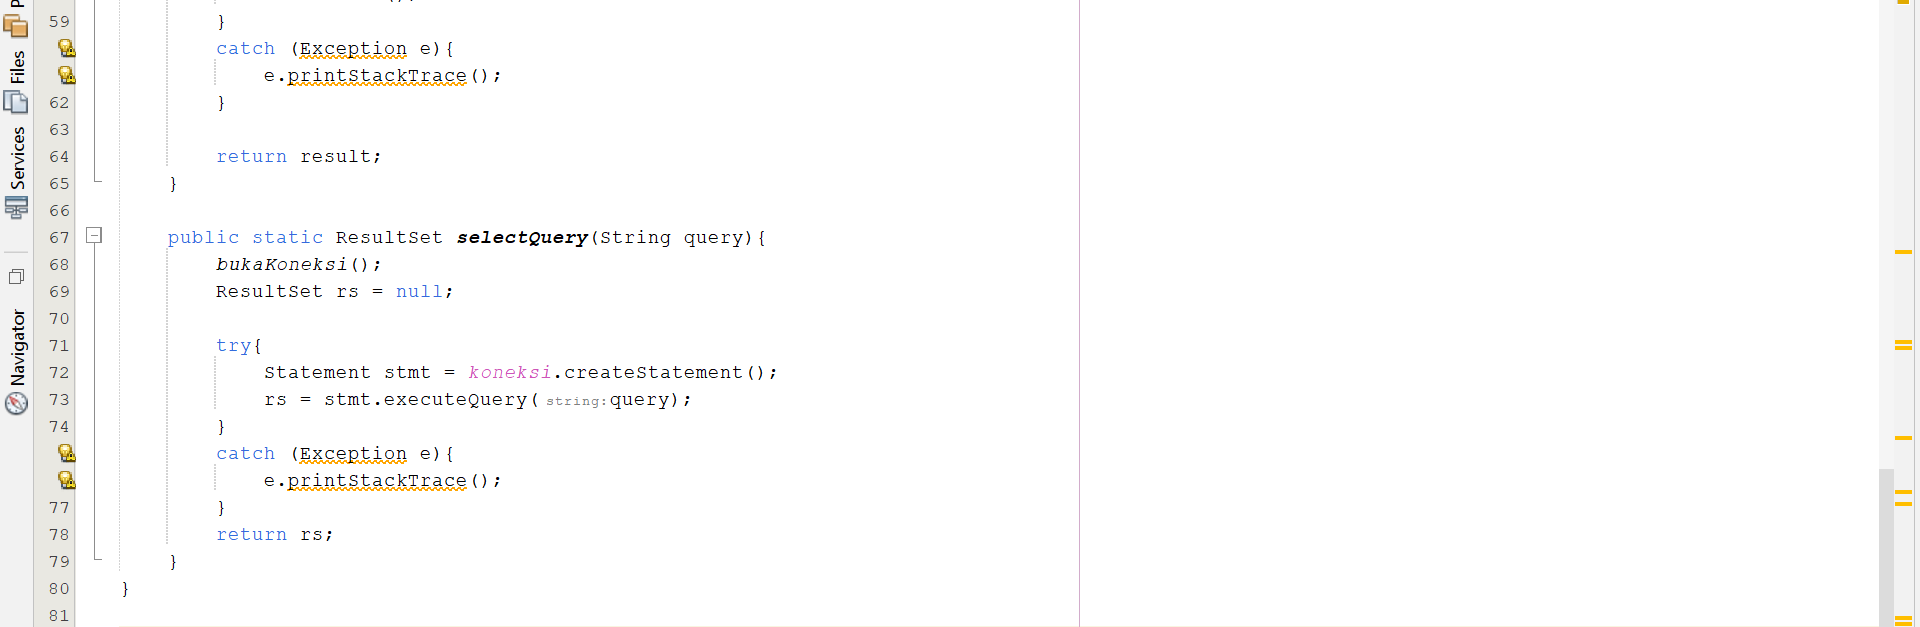 59 }
catch (Exception e){
e.printStackTrace();
62 }
63
64 return result;
65 }
66
67 public static ResultSet selectQuery(String query){
68 bukaKoneksi();
69 ResultSet rs = null;
70
71 try{
72 Statement stmt = koneksi.createStatement();
73 rs = stmt.executeQuery( string: query);
74 }
catch (Exception e){
e.printStackTrace();
77 }
78 return rs;
79 }
80 }
81
Files
Services
Navigator